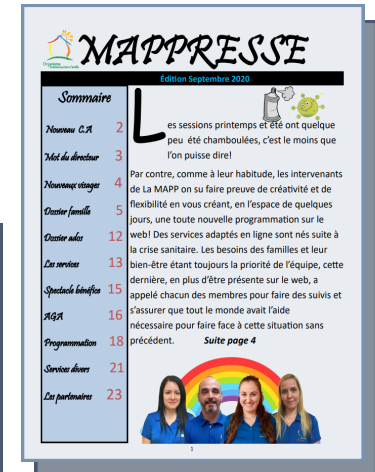 MAPPRESSE
Édition Septembre 2020
Sommaire
Nouveau C.A 2
Mot du directeur 3
Nouveaux visages 4
Dossier famille 5
Dossier ados 12
Les services 13
Spectacle bénéfice 15
AGA 16
Programmation 18
Services divers 21
Les partenaires 23
Les sessions printemps et été ont quelque
peu été chamboulées, c'est le moins que
l'on puisse dire!
Par contre, comme à leur habitude, les intervenants
de La MAPP on su faire preuve de créativité et de
flexibilité en vous créant, en l'espace de quelques
jours, une toute nouvelle programmation sur le
web! Des services adaptés en ligne sont nés suite à
la crise sanitaire. Les besoins des familles et leur
bien-être étant toujours la priorité de l'équipe, cette
dernière, en plus d'être présente sur le web, a
appelé chacun des membres pour faire des suivis et
s'assurer que tout le monde avait l'aide
nécessaire pour faire face à cette situation sans
précédent. Suite page 4
1